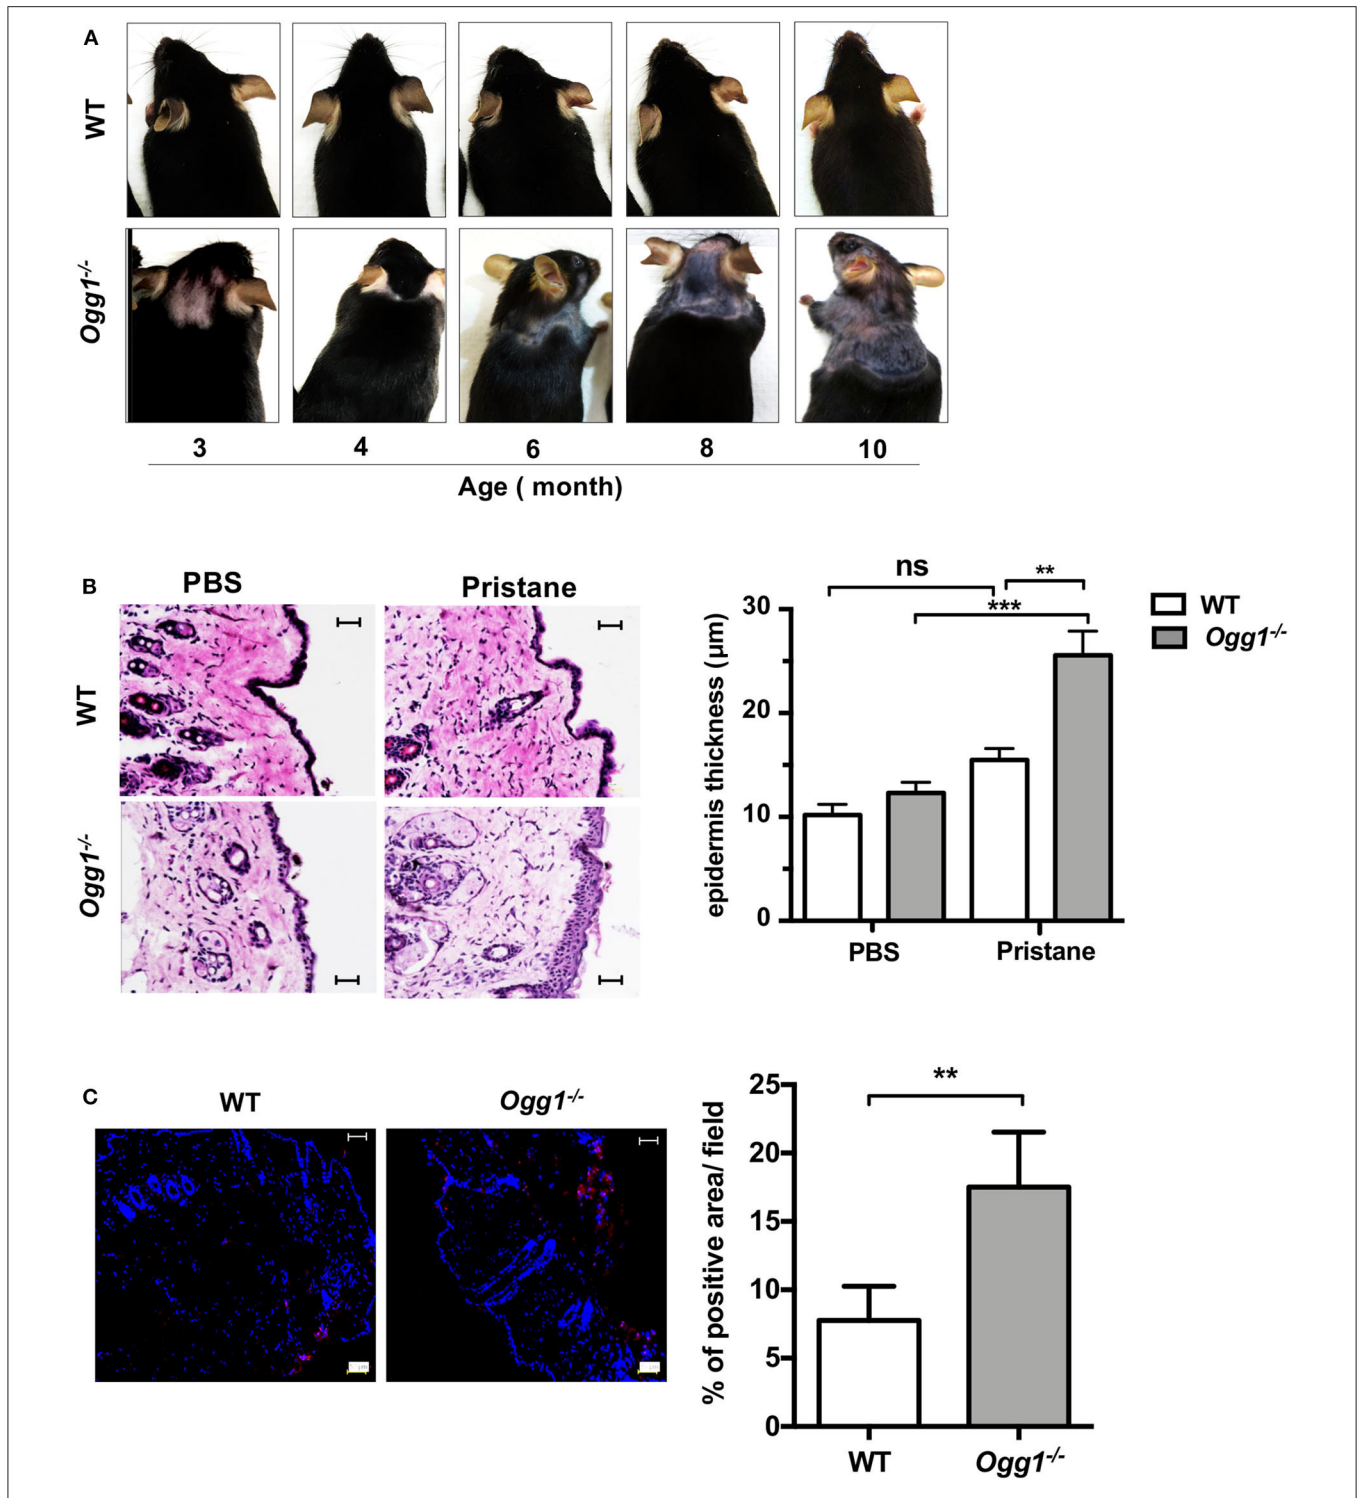 A
WT
Ogg1-/-
3 4 6 8 10
Age ( month)
B
PBS Pristane
WT
Ogg1-/-
ns
**
***
WT
Ogg1-/-
epidermis thickness (µm)
30
20
10
0
PBS Pristane
C
WT Ogg1-/-
**
% of positive area/ field
25
20
15
10
5
0
WT Ogg1-/-